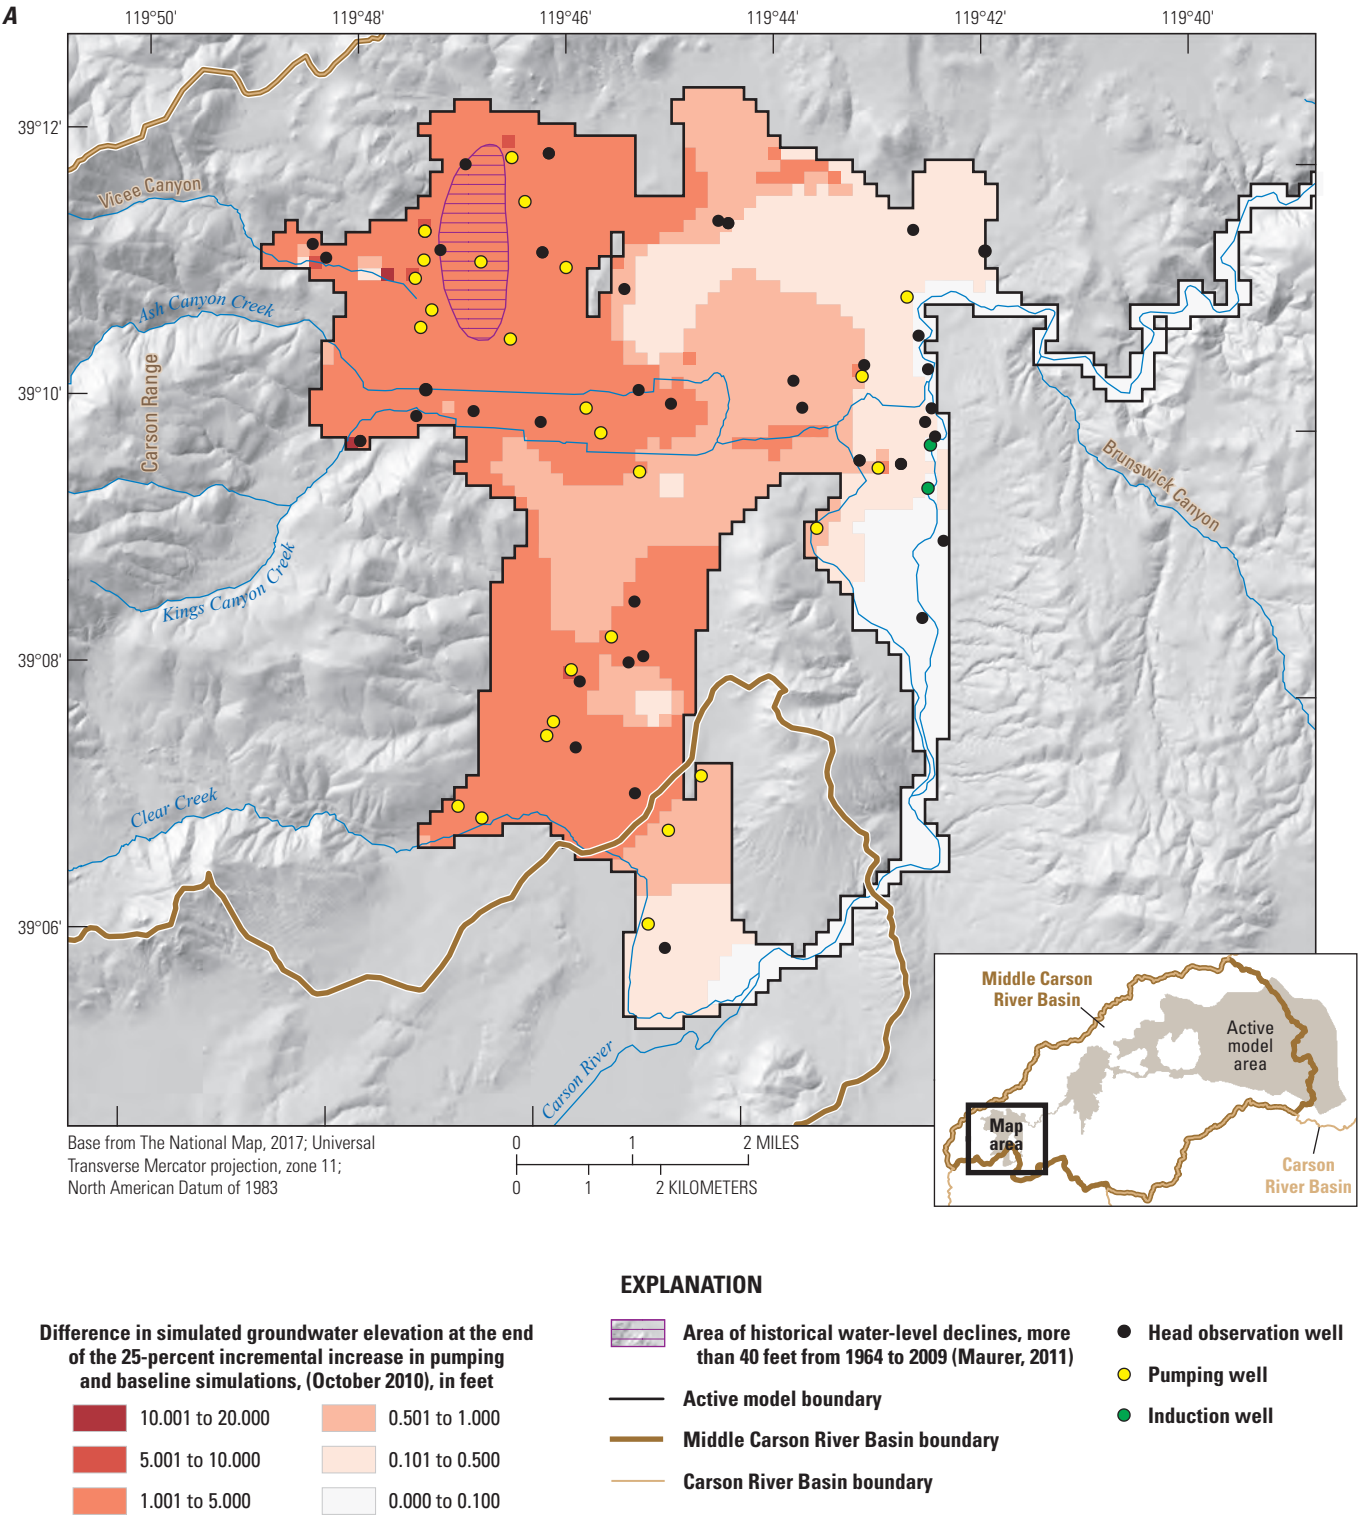 A
119°50'
119°48'
119°46'
119°44'
119°42'
119°40'
39°12'
39°10'
39°08'
39°06'
Vicee Canyon
Ash Canyon Creek
Carson Range
Kings Canyon Creek
Clear Creek
Carson River
Brunswick Canyon
Middle Carson
River Basin
Active
model
area
Map
area
Carson
River Basin
Base from The National Map, 2017; Universal
Transverse Mercator projection, zone 11;
North American Datum of 1983
0 1 2 MILES
0 1 2 KILOMETERS
EXPLANATION
Difference in simulated groundwater elevation at the end
of the 25-percent incremental increase in pumping
and baseline simulations, (October 2010), in feet
10.001 to 20.000
5.001 to 10.000
1.001 to 5.000
0.501 to 1.000
0.101 to 0.500
0.000 to 0.100
Area of historical water-level declines, more
than 40 feet from 1964 to 2009 (Maurer, 2011)
Active model boundary
Middle Carson River Basin boundary
Carson River Basin boundary
Head observation well
Pumping well
Induction well